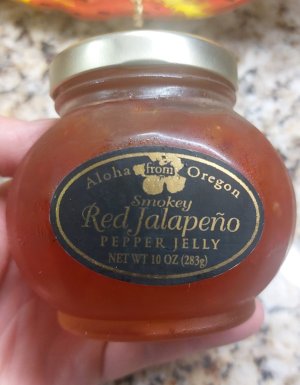 Aloha from Oregon
Smokey
Red Jalapeño
PEPPER JELLY
NET WT 10 OZ (283g)